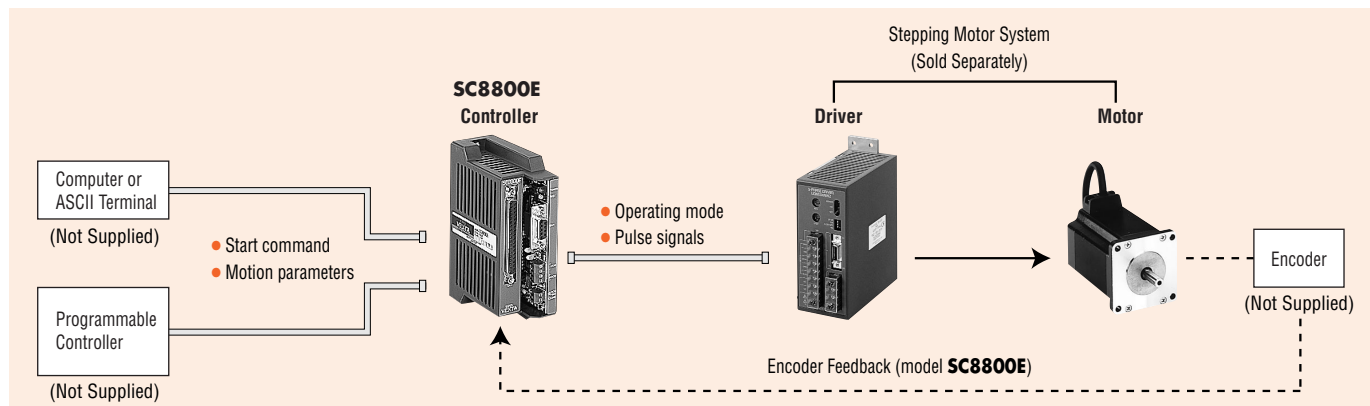 Stepping Motor System
(Sold Separately)
SC8800E
Controller
Driver
Motor
Computer or
ASCII Terminal
(Not Supplied)
• Start command
• Motion parameters
Programmable
Controller
(Not Supplied)
• Operating mode
• Pulse signals
Encoder
(Not Supplied)
Encoder Feedback (model SC8800E)